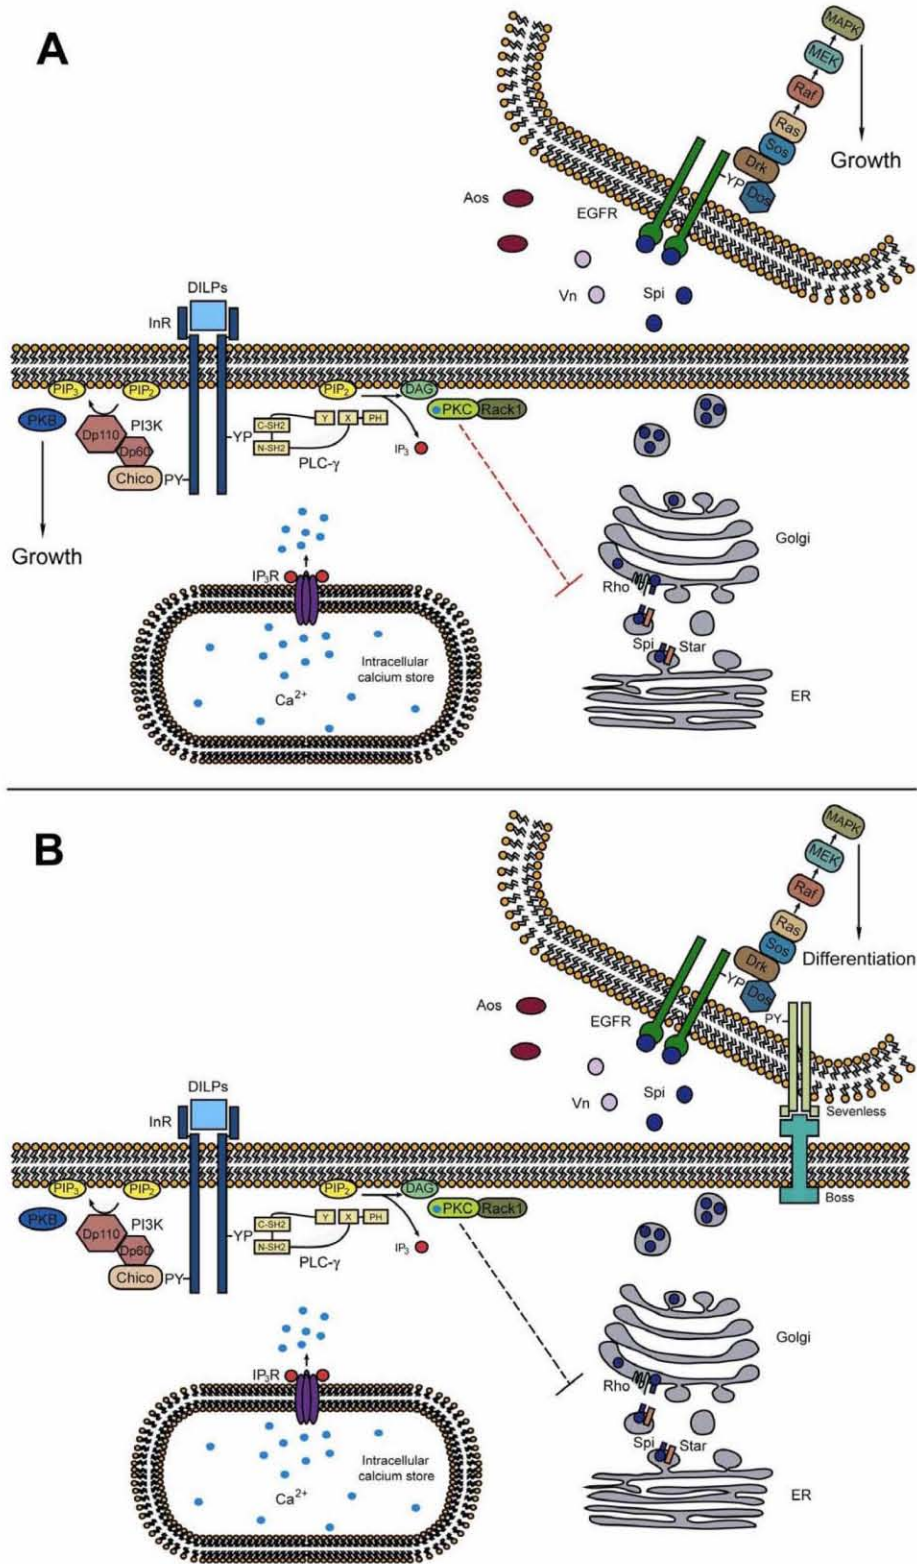 A
MAPK
MEK
Raf
Ras
Sos
Drk
Dos
YP
Growth
Aos
EGFR
Vn
Spi
DILPs
InR
PIP3
PIP2
PIP2
DAG
PKB
Dp110
PI3K
Dp60
Chico
PY
YP
C-SH2
N-SH2
Y
X
PH
PLC-γ
IP3
PKC
Rack1
Growth
IP3R
Intracellular
calcium store
Ca2+
Golgi
Rho
Spi
Star
ER
B
MAPK
MEK
Raf
Ras
Sos
Drk
Dos
YP
Differentiation
PY
Aos
EGFR
Vn
Spi
Sevenless
Boss
DILPs
InR
PIP3
PIP2
PIP2
DAG
PKB
Dp110
PI3K
Dp60
Chico
PY
YP
C-SH2
N-SH2
Y
X
PH
PLC-γ
IP3
PKC
Rack1
IP3R
Intracellular
calcium store
Ca2+
Golgi
Rho
Spi
Star
ER